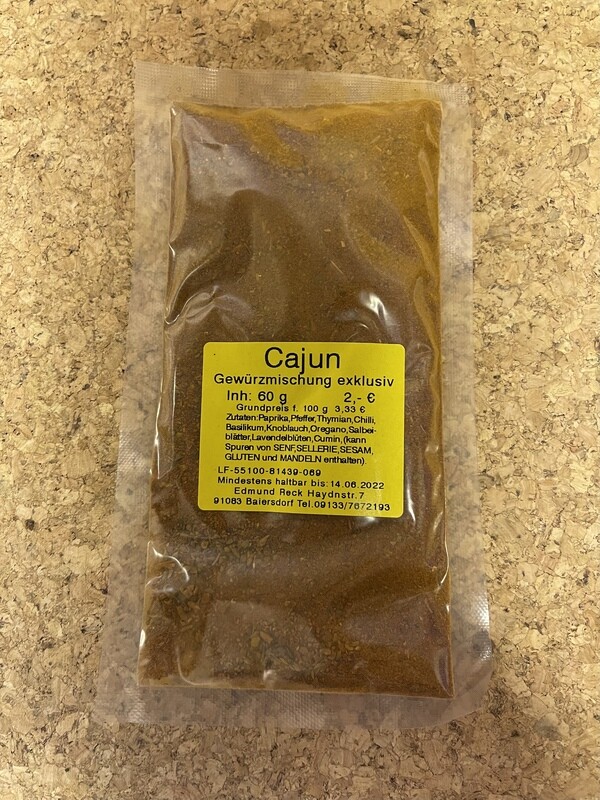 Cajun
Gewürzmischung exklusiv
Inh: 60 g 2,- €
Grundpreis f. 100 g 3,33 €
Zutaten:Paprika,Pfeffer,Thymian,Chilli,
Basilikum,Knoblauch,Oregano,Salbei-
blätter,Lavendelblüten,Cumin,(kann
Spuren von SENF,SELLERIE,SESAM,
GLUTEN und MANDELN enthalten).
LF-55100-81439-069
Mindestens haltbar bis:14.06.2022
Edmund Reck Haydnstr.7
91083 Baiersdorf Tel.09133/7672193